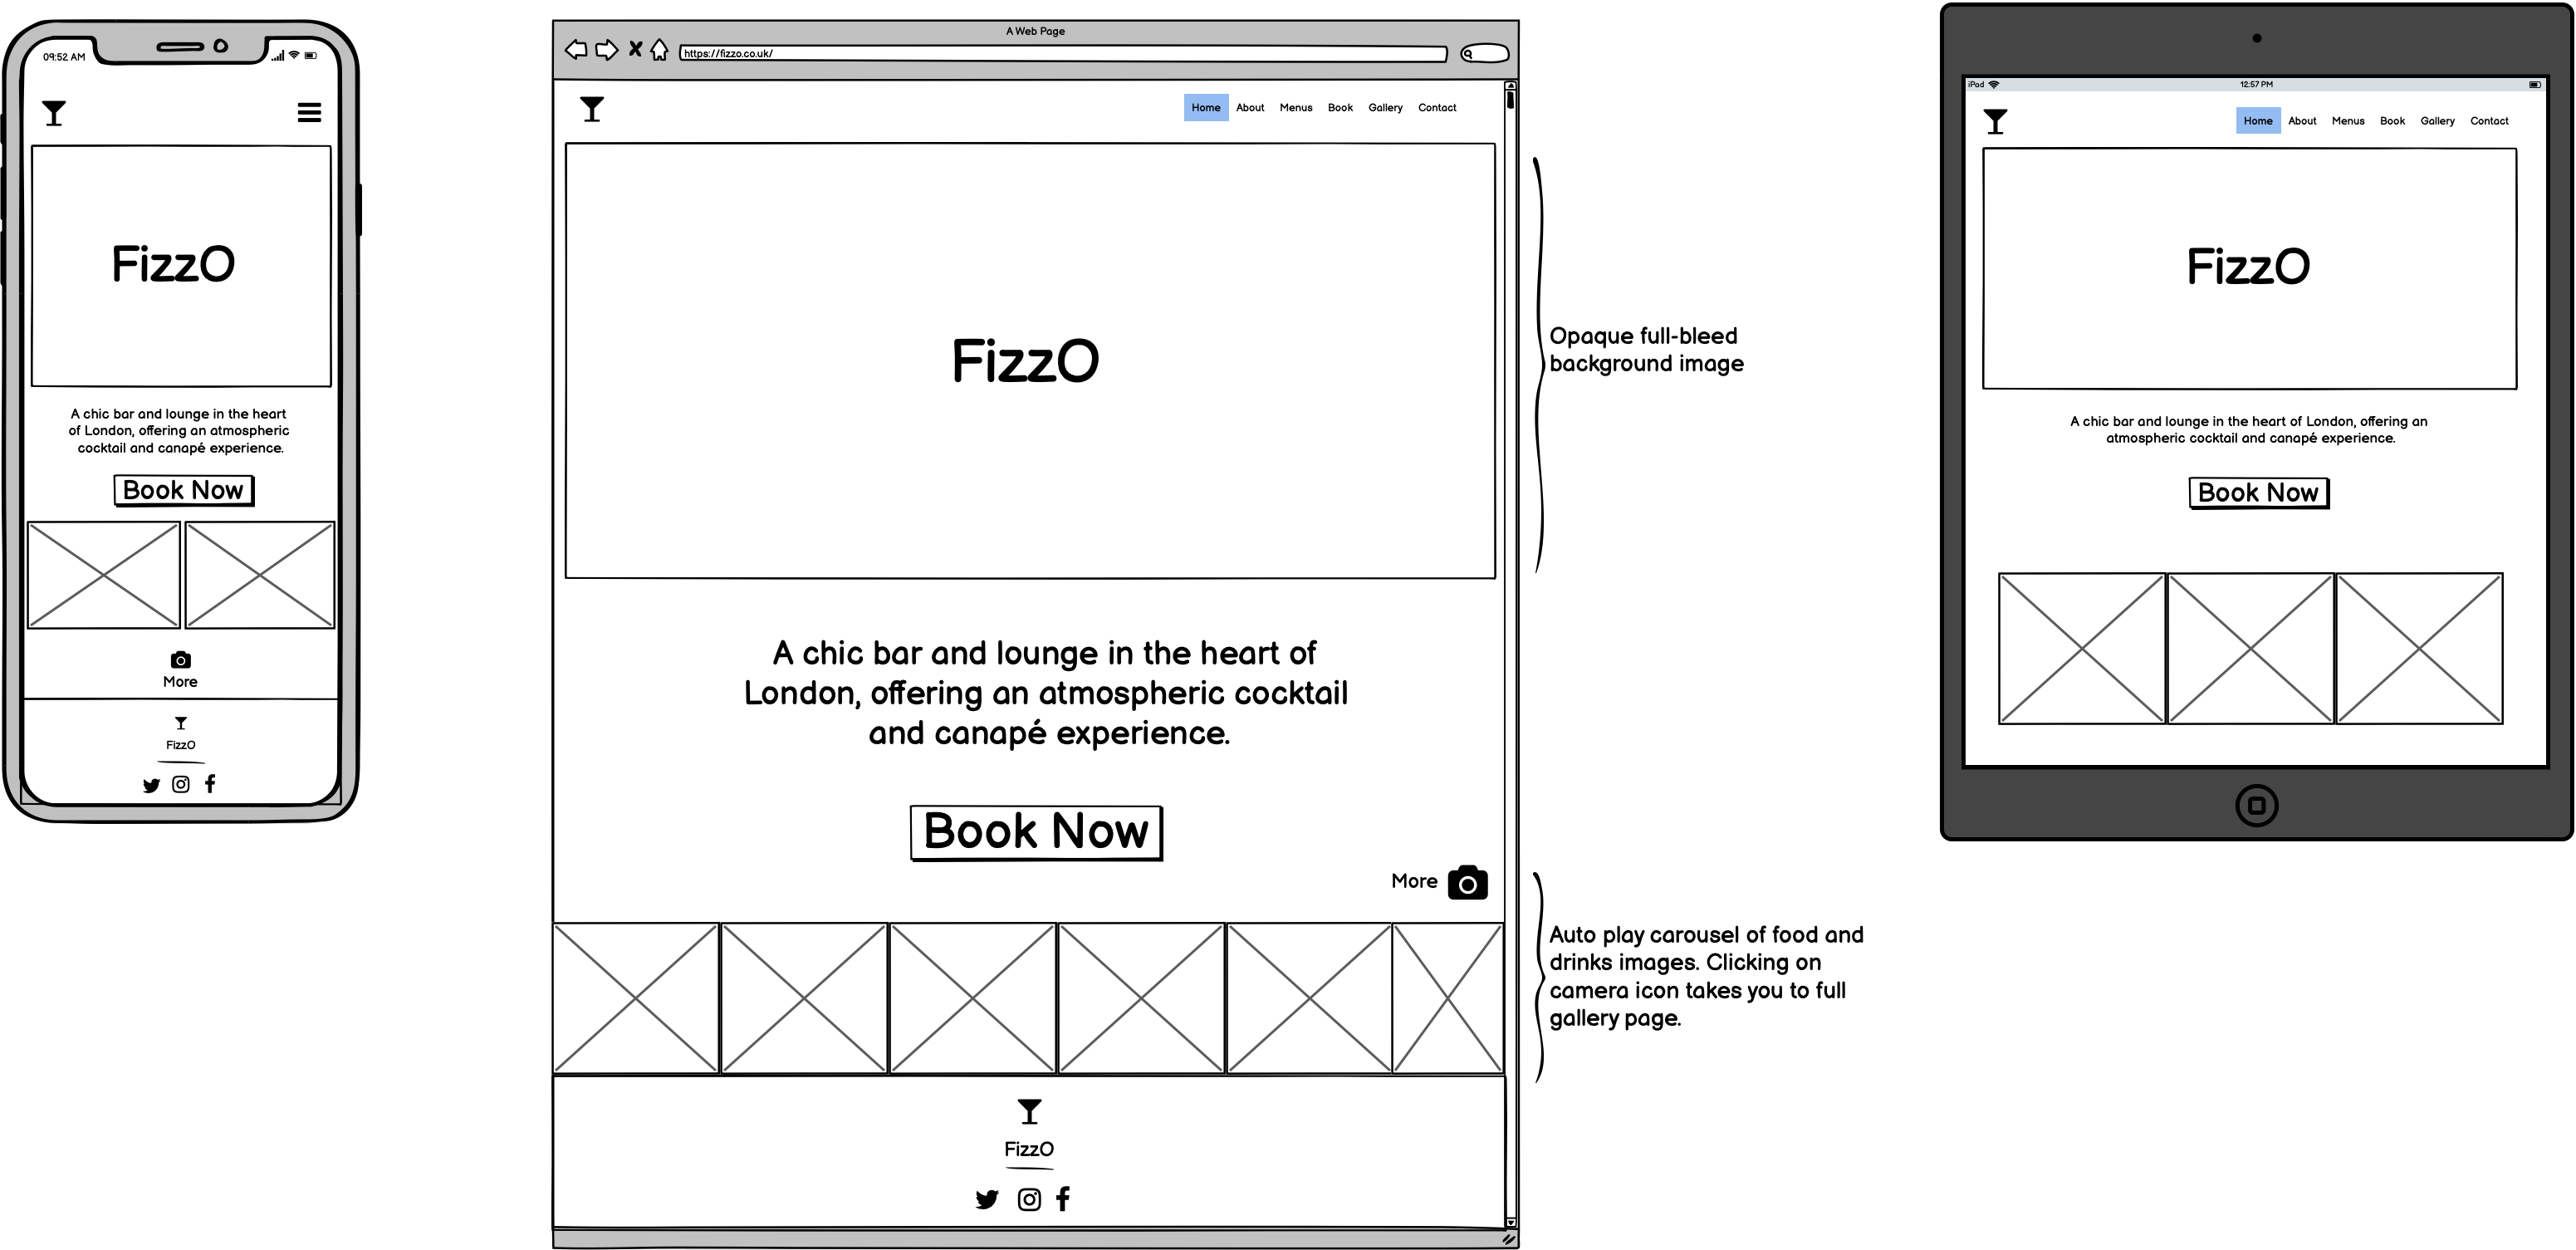 09:52 AM
FizzO
A chic bar and lounge in the heart
of London, offering an atmospheric
cocktail and canapé experience.
Book Now
More
FizzO
A Web Page
https://fizzo.co.uk/
Home About Menus Book Gallery Contact
FizzO
A chic bar and lounge in the heart of
London, offering an atmospheric cocktail
and canapé experience.
Book Now
More
FizzO
Opaque full-bleed
background image
Auto play carousel of food and
drinks images. Clicking on
camera icon takes you to full
gallery page.
iPad 12:57 PM
Home About Menus Book Gallery Contact
FizzO
A chic bar and lounge in the heart of London, offering an
atmospheric cocktail and canapé experience.
Book Now